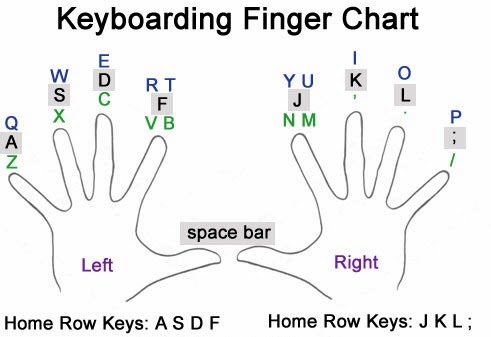 Keyboarding Finger Chart
Q
A
Z
W
S
X
E
D
C
R T
F
V B
Y U
J
N M
I
K
,
O
L
.
P
;
/
space bar
Left
Right
Home Row Keys: A S D F
Home Row Keys: J K L ;